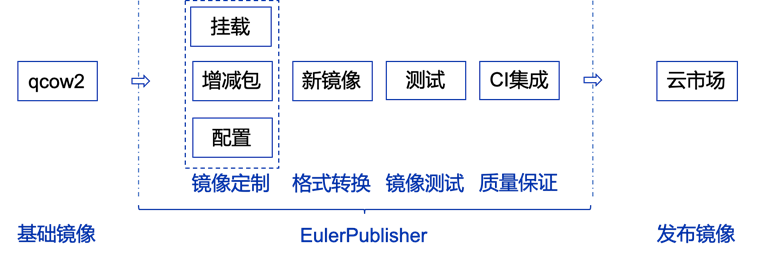 挂载
qcow2
增减包
新镜像
测试
CI集成
云市场
配置
镜像定制
格式转换
镜像测试
质量保证
基础镜像
EulerPublisher
发布镜像